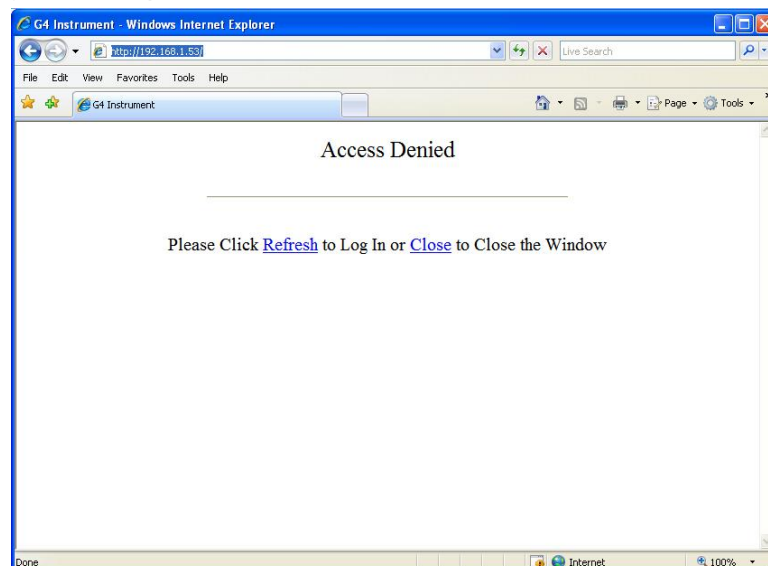 G4 Instrument - Windows Internet Explorer
http://192.168.1.53/
Live Search
File Edit View Favorites Tools Help
G4 Instrument
Page Tools
Access Denied
Please Click Refresh to Log In or Close to Close the Window
Done
Internet
100%